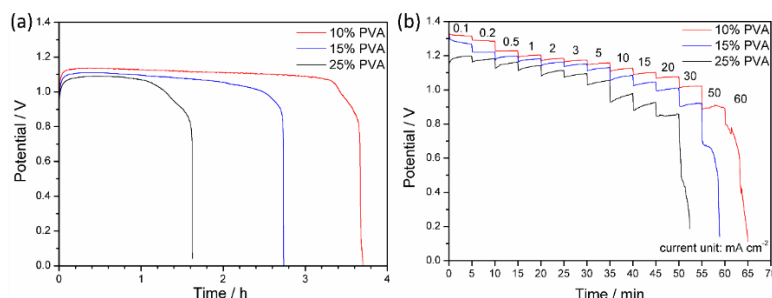 (a)
10% PVA
15% PVA
25% PVA
Potential / V
1.6
1.4
1.2
1.0
0.8
0.6
0.4
0.2
0.0
0 1 2 3 4
Time / h
(b)
0.1 0.2 0.5 1 2 3 5 10 15 20 30 50 60
10% PVA
15% PVA
25% PVA
Potential / V
1.4
1.2
1.0
0.8
0.6
0.4
0.2
0.0
current unit: mA cm⁻²
0 5 10 15 20 25 30 35 40 45 50 55 60 65 70
Time / min